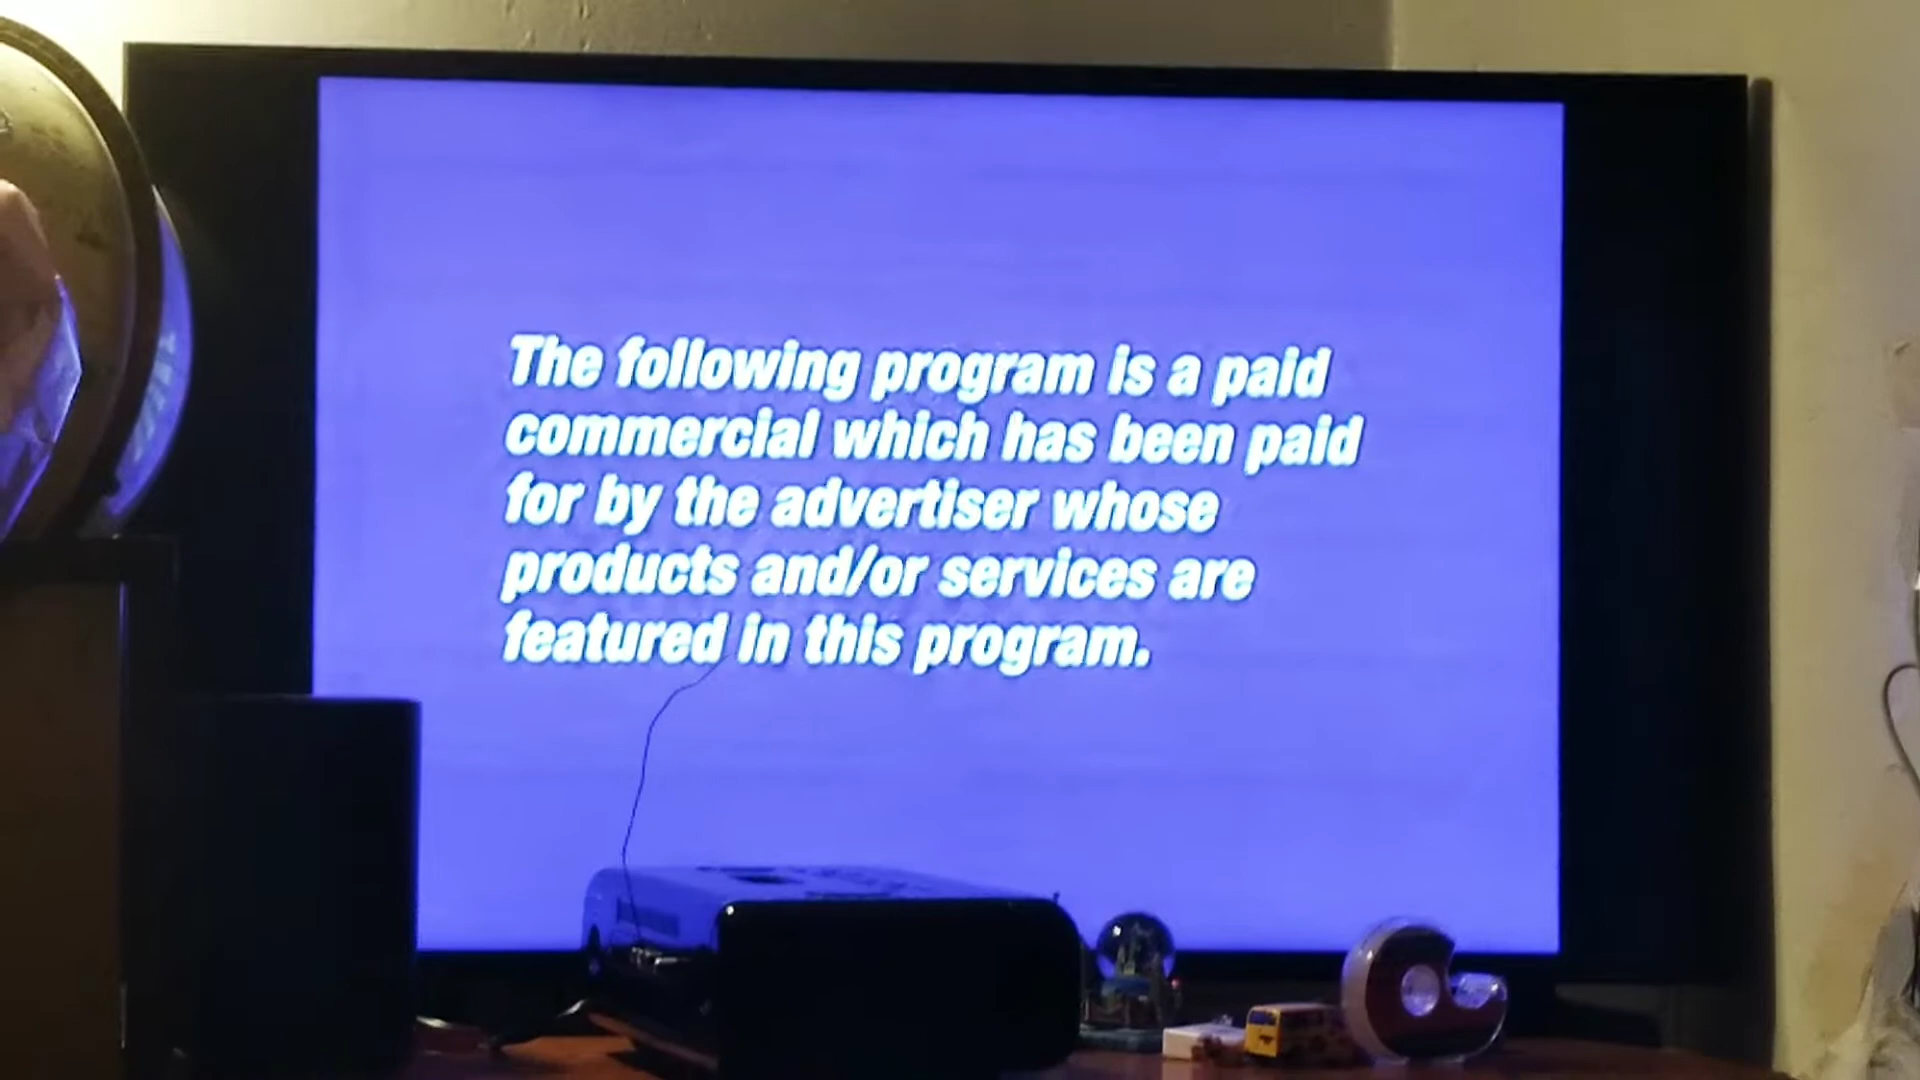 The following program is a paid
commercial which has been paid
for by the advertiser whose
products and/or services are
featured in this program.